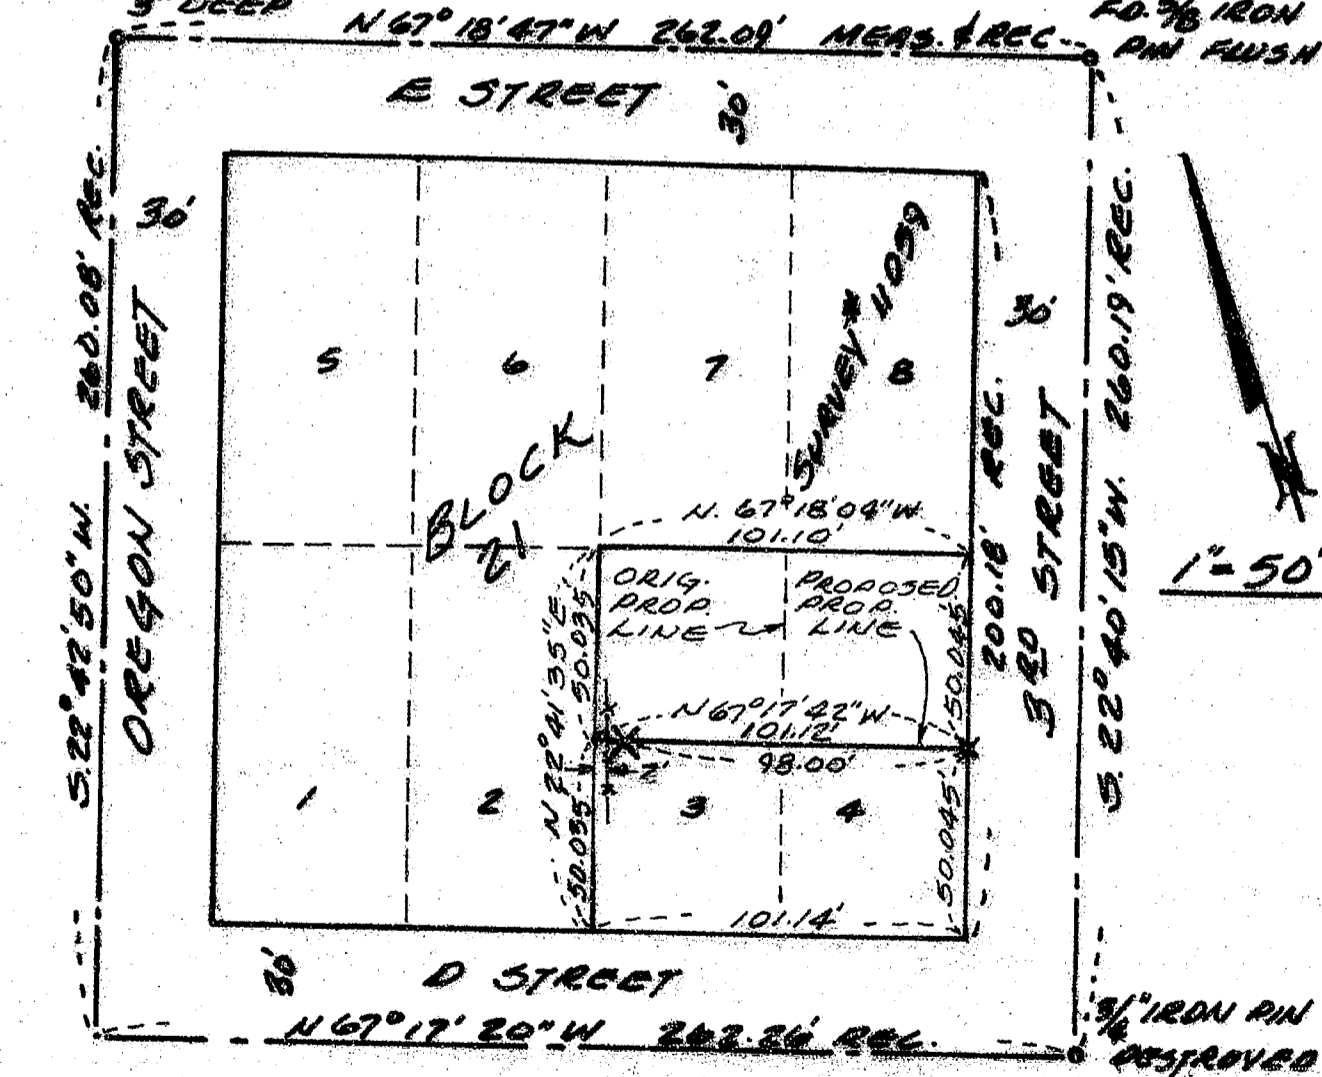 3" DEEP
N 67° 18' 47" W 262.09' MEAS. & REC.
FD. 5/8 IRON
PIN FLUSH
E STREET
30'
30'
S. 22° 42' 50" W. 260.08' REC.
OREGON STREET
5
6
7
8
SURVEY # 11059
BLOCK
21
30'
200.18' REC.
3RD STREET
S. 22° 40' 15" W. 260.19' REC.
1" = 50'
N
N. 67° 18' 04" W
101.10'
ORIG.
PROP.
LINE
PROPOSED
PROP.
LINE
N 22° 41' 35" E
50.035
50.045'
N 67° 17' 42" W
101.12'
98.00'
2'
1
2
3
4
50.035
50.045'
101.14'
30'
D STREET
N 67° 17' 20" W 262.26' REC.
3/4" IRON PIN
DESTROYED